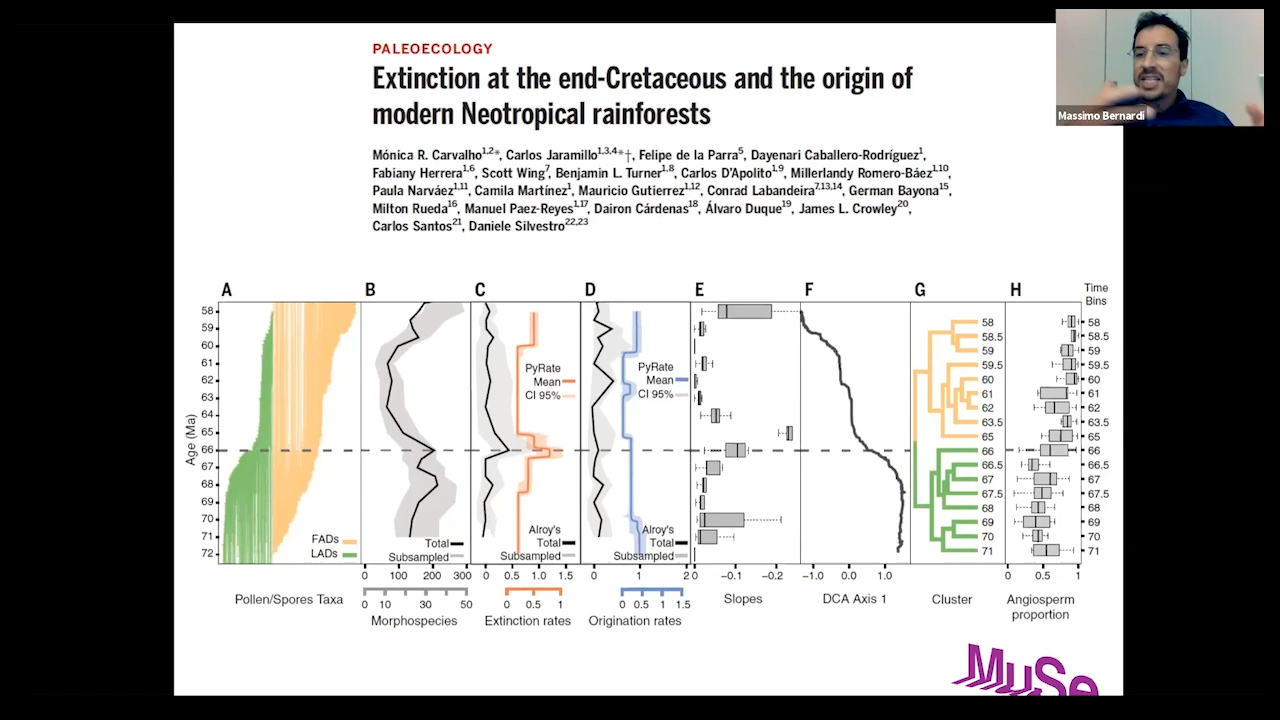 PALEOECOLOGY
Extinction at the end-Cretaceous and the origin of
modern Neotropical rainforests
Mónica R. Carvalho1,2*, Carlos Jaramillo1,3,4*†, Felipe de la Parra5, Dayenari Caballero-Rodríguez1,
Fabiany Herrera1,6, Scott Wing7, Benjamin L. Turner1,8, Carlos D'Apolito1,9, Millerlandy Romero-Báez1,10,
Paula Narváez1,11, Camila Martínez1, Mauricio Gutierrez1,12, Conrad Labandeira7,13,14, German Bayona15,
Milton Rueda16, Manuel Paez-Reyes1,17, Dairon Cárdenas18, Álvaro Duque19, James L. Crowley20,
Carlos Santos21, Daniele Silvestro22,23
Massimo Bernardi
A B C D E F G H Time
Bins
58
59
60
61
62
63
64
65
66
67
68
69
70
71
72
Age (Ma)
FADs
LADs
Pollen/Spores Taxa
Total
Subsampled
0 100 200 300
0 10 30 50
Morphospecies
PyRate
Mean
CI 95%
Alroy's
Total
Subsampled
0 0.5 1.0 1.5
0 0.5 1
Extinction rates
PyRate
Mean
CI 95%
Alroy's
Total
Subsampled
0 1 2
0 0.5 1 1.5
Origination rates
0 −0.1 −0.2
Slopes
−1.0 0.0 1.0
DCA Axis 1
58
58.5
59
59.5
60
61
62
63.5
65
66
66.5
67
67.5
68
69
70
71
Cluster
58
58.5
59
59.5
60
61
62
63.5
65
66
66.5
67
67.5
68
69
70
71
0 0.5 1
Angiosperm
proportion
MuSe